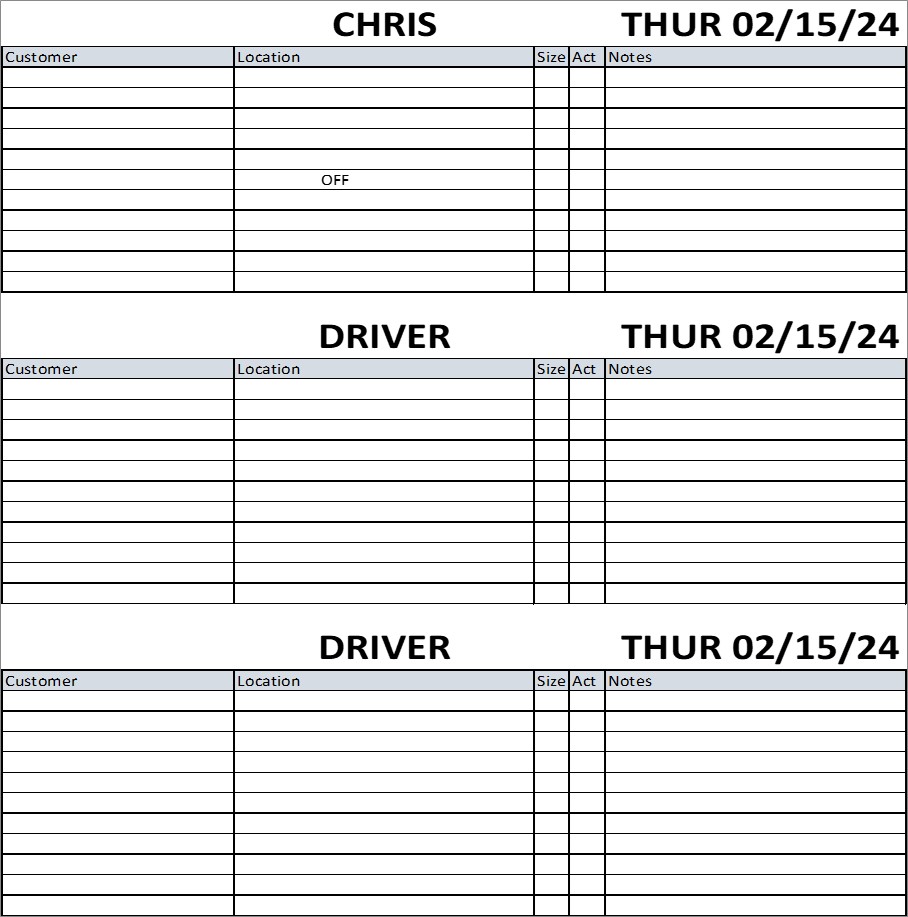 CHRIS THUR 02/15/24
Customer Location Size Act Notes
OFF
DRIVER THUR 02/15/24
Customer Location Size Act Notes
DRIVER THUR 02/15/24
Customer Location Size Act Notes